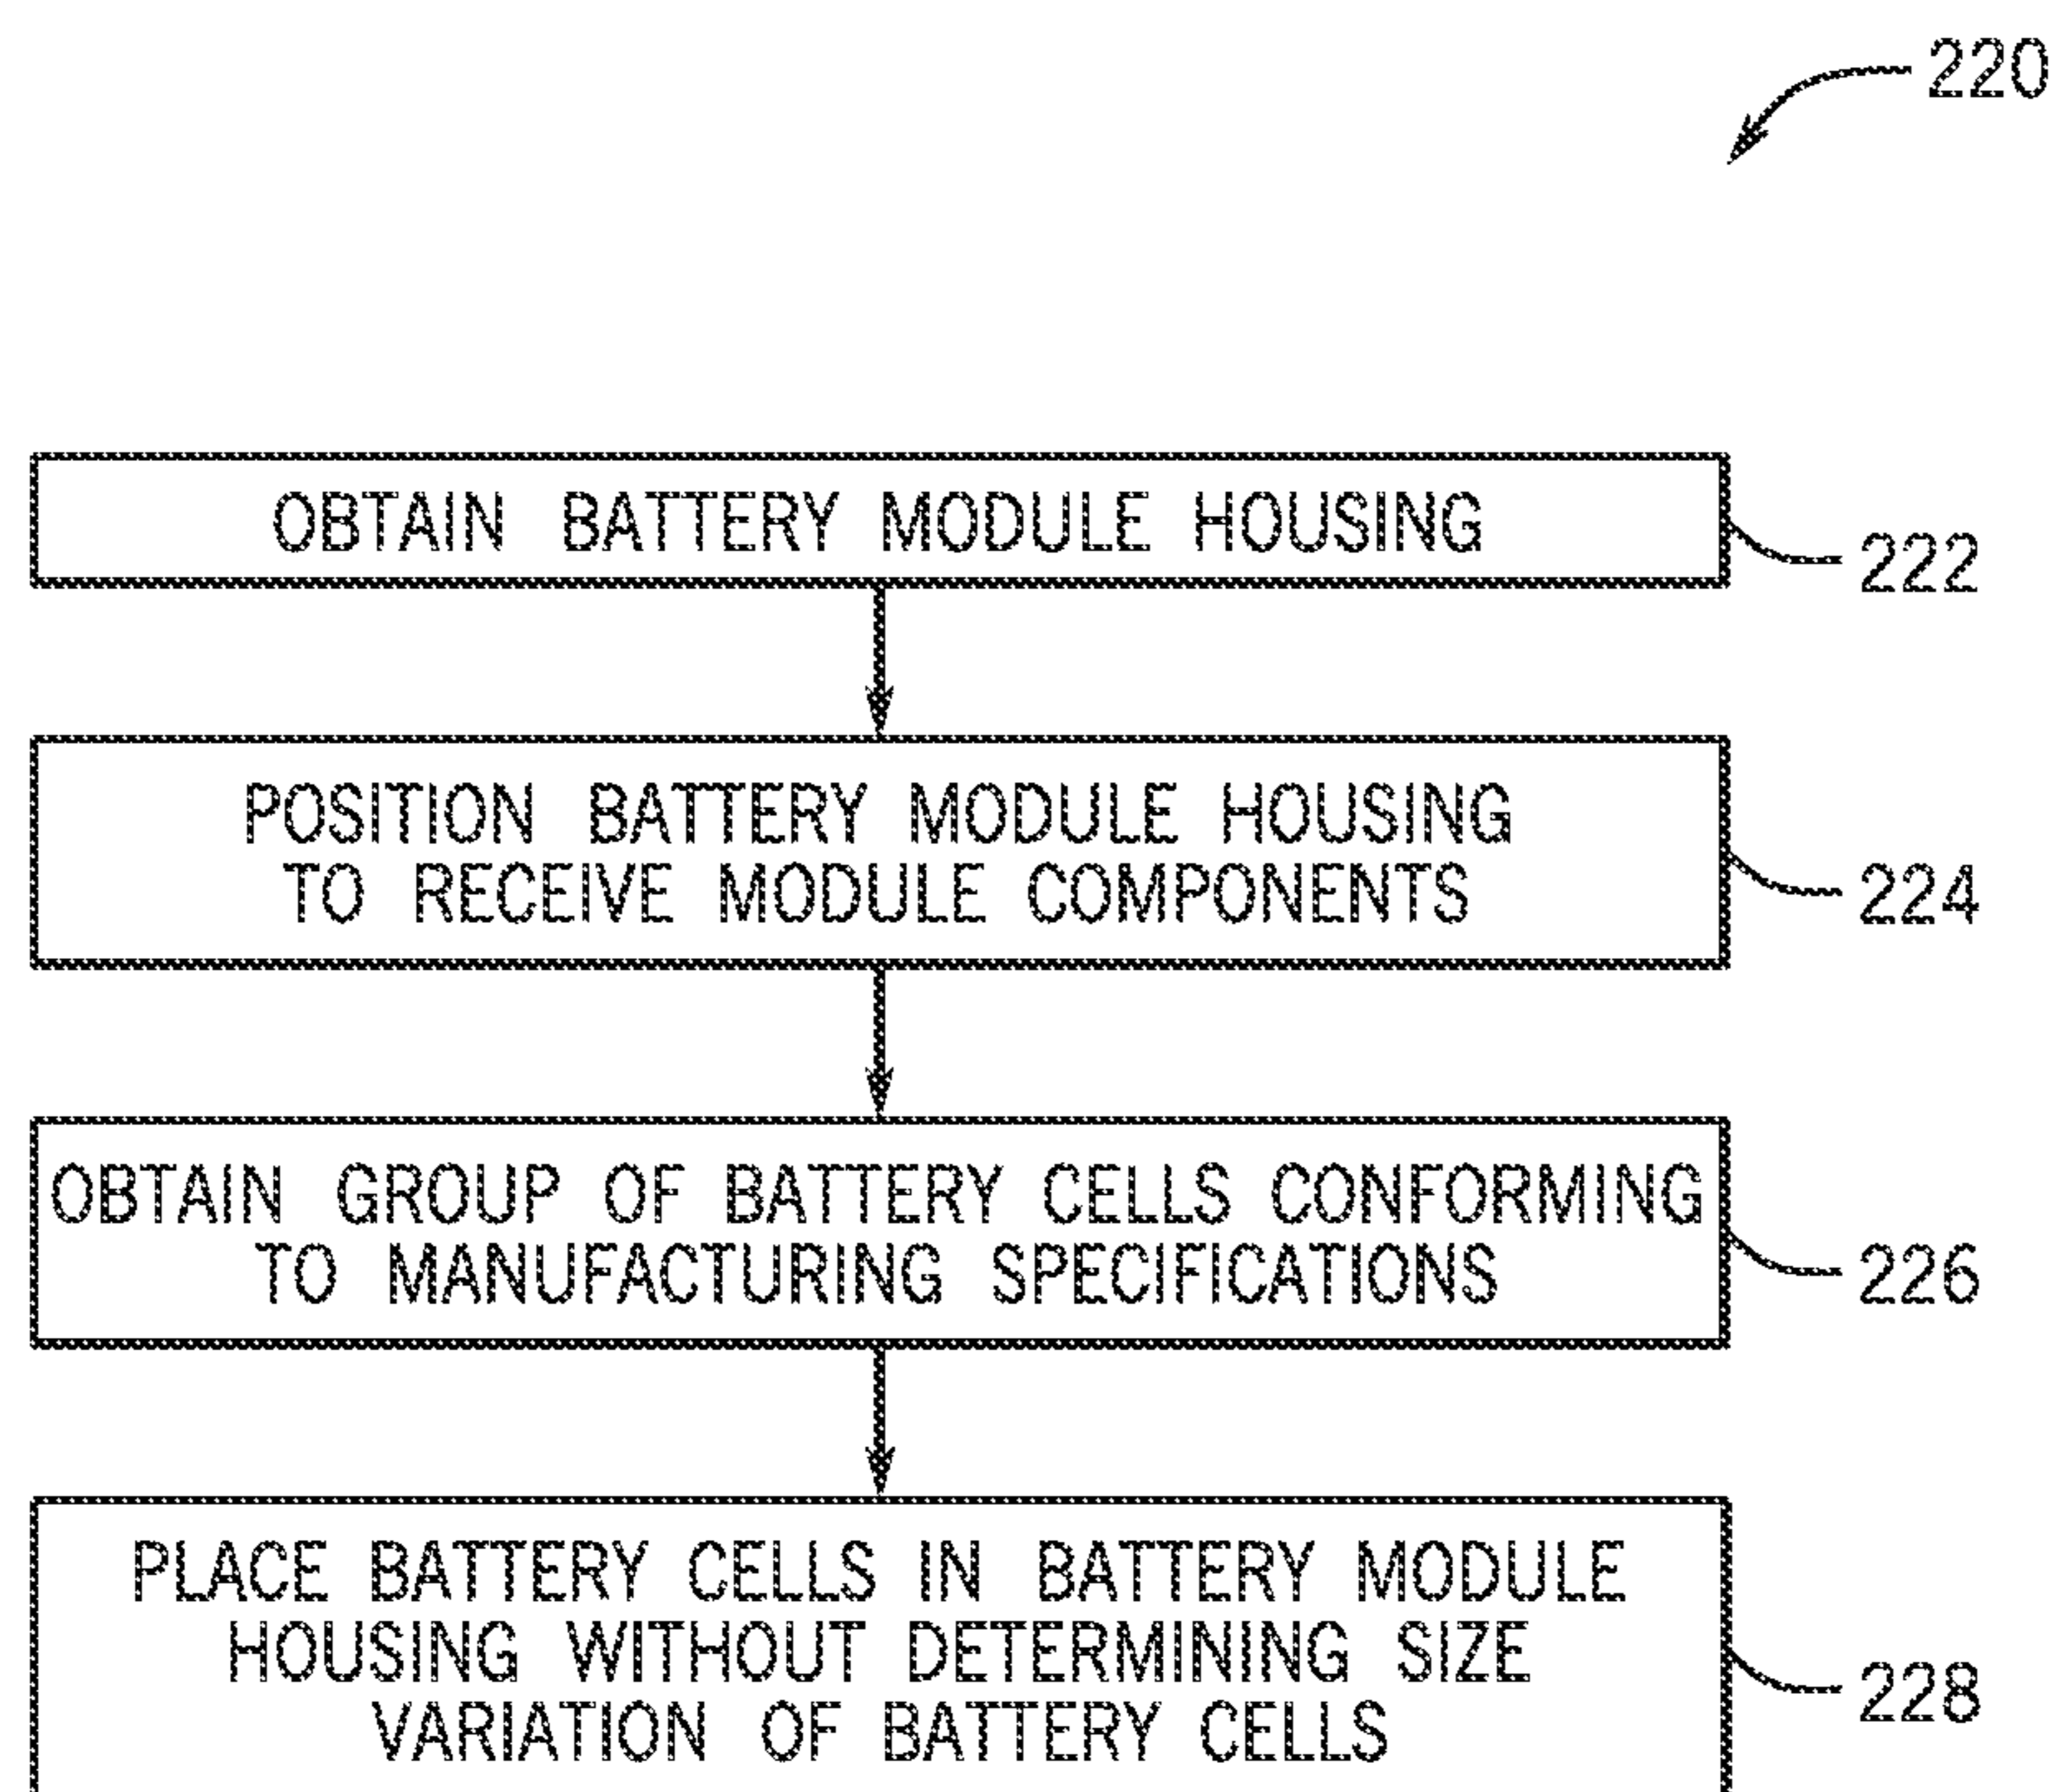 220
OBTAIN BATTERY MODULE HOUSING
222
POSITION BATTERY MODULE HOUSING
TO RECEIVE MODULE COMPONENTS
224
OBTAIN GROUP OF BATTERY CELLS CONFORMING
TO MANUFACTURING SPECIFICATIONS
226
PLACE BATTERY CELLS IN BATTERY MODULE
HOUSING WITHOUT DETERMINING SIZE
VARIATION OF BATTERY CELLS
228